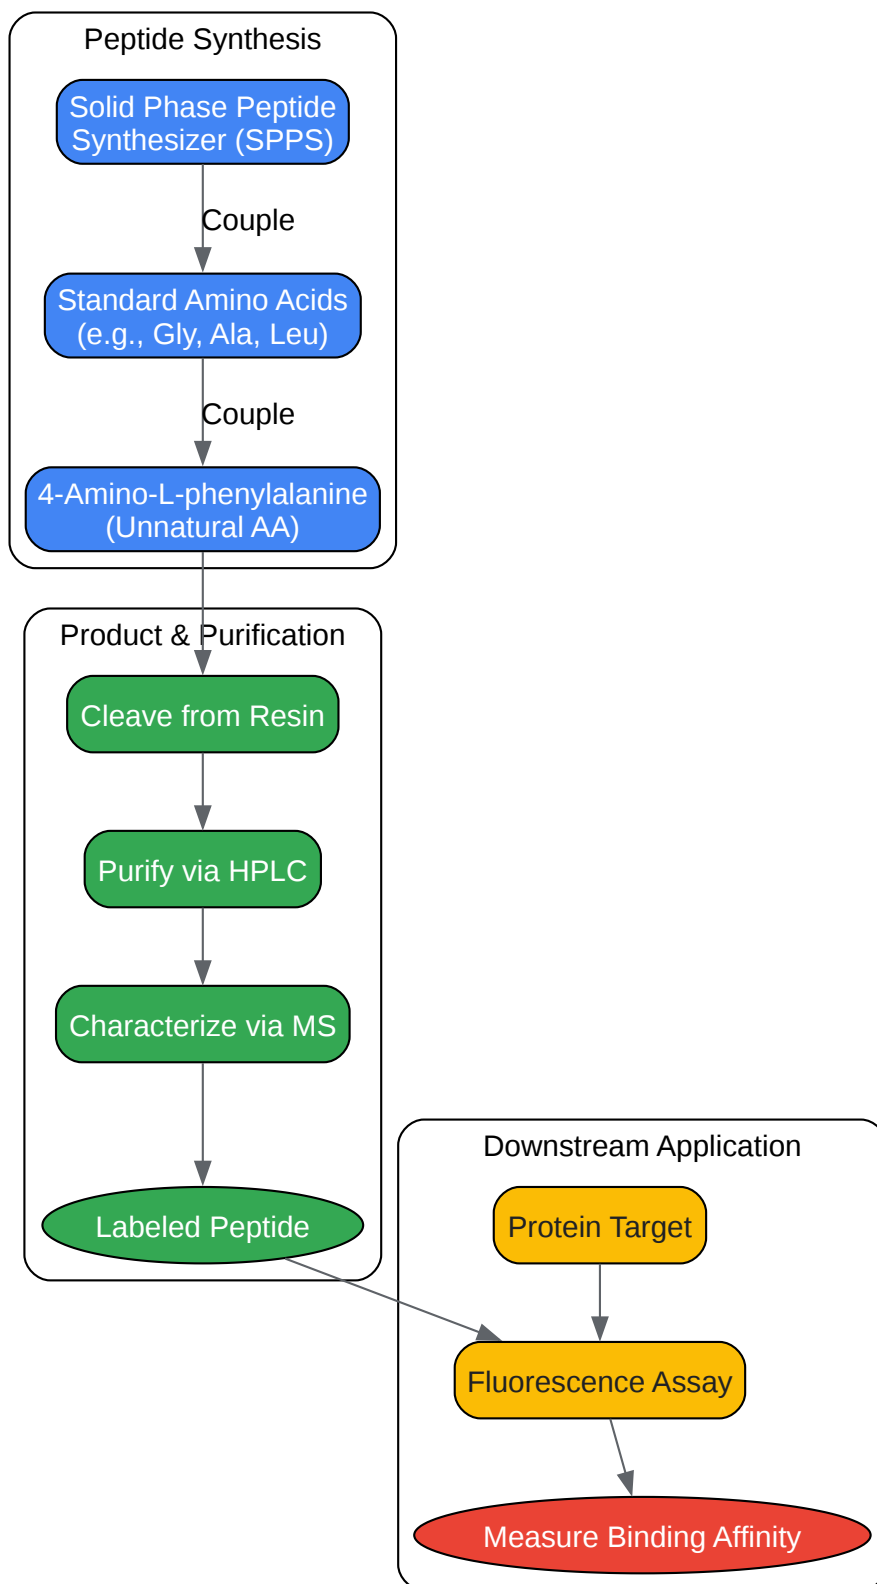 Peptide Synthesis
Solid Phase Peptide
Synthesizer (SPPS)
Couple
Standard Amino Acids
(e.g., Gly, Ala, Leu)
Couple
4-Amino-L-phenylalanine
(Unnatural AA)
Product & Purification
Cleave from Resin
Purify via HPLC
Characterize via MS
Labeled Peptide
Downstream Application
Protein Target
Fluorescence Assay
Measure Binding Affinity